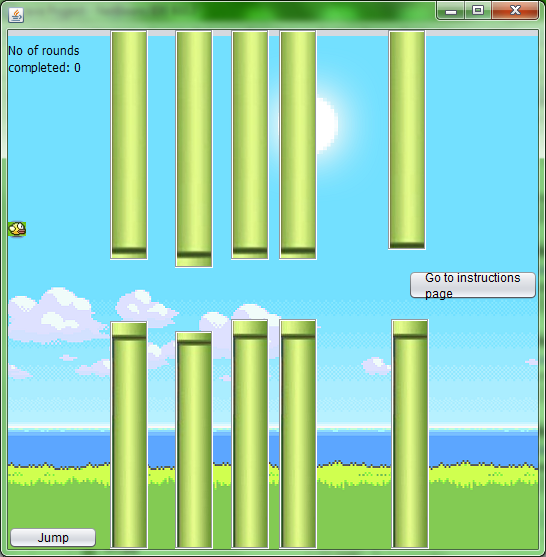 No of rounds
completed: 0
Go to instructions
page
Jump